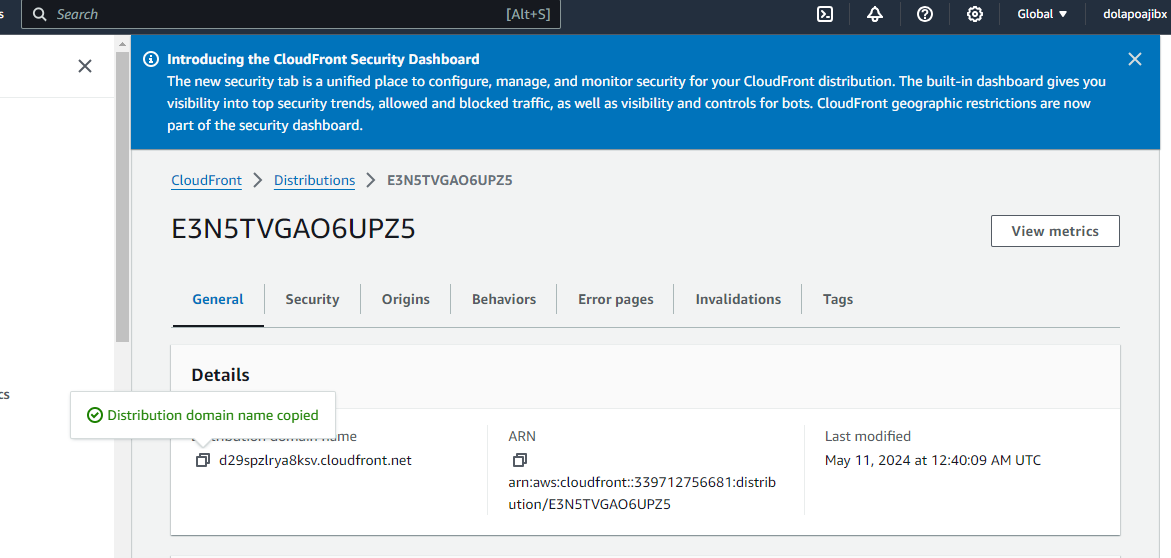 s
Search
[Alt+S]
Global
dolapoajibx
Introducing the CloudFront Security Dashboard
The new security tab is a unified place to configure, manage, and monitor security for your CloudFront distribution. The built-in dashboard gives you
visibility into top security trends, allowed and blocked traffic, as well as visibility and controls for bots. CloudFront geographic restrictions are now
part of the security dashboard.
CloudFront
Distributions
E3N5TVGAO6UPZ5
E3N5TVGAO6UPZ5
View metrics
General
Security
Origins
Behaviors
Error pages
Invalidations
Tags
Details
cs
Distribution domain name copied
Distribution domain name
d29spzlrya8ksv.cloudfront.net
ARN
arn:aws:cloudfront::339712756681:distrib
ution/E3N5TVGAO6UPZ5
Last modified
May 11, 2024 at 12:40:09 AM UTC